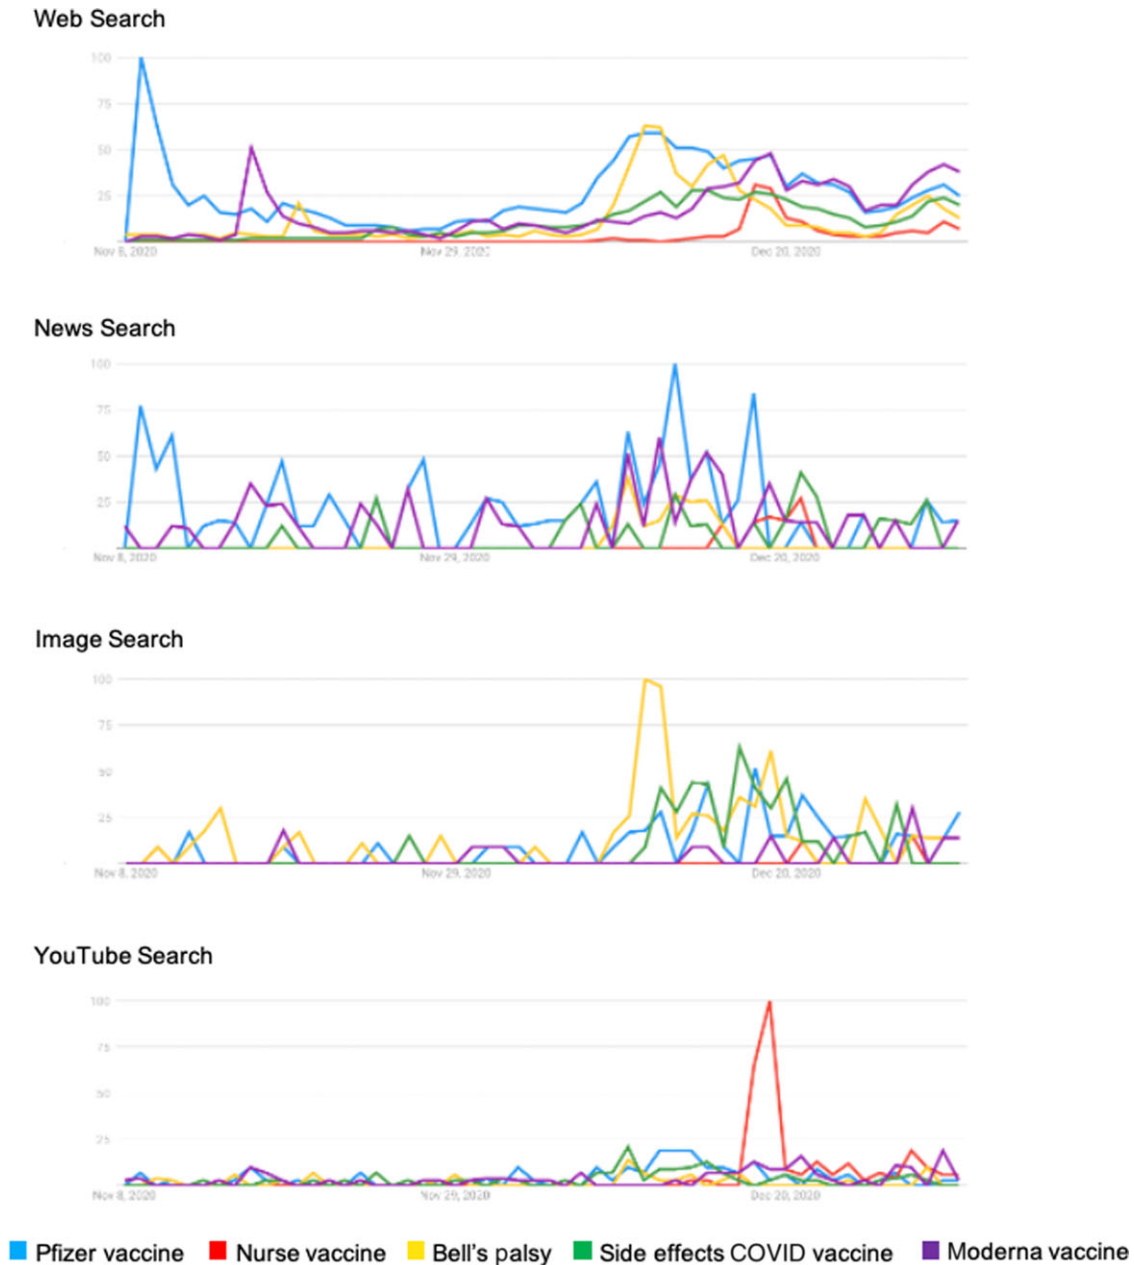 Web Search
100
75
50
25
Nov 8, 2020 Nov 29, 2020 Dec 20, 2020
News Search
100
75
50
25
Nov 8, 2020 Nov 29, 2020 Dec 20, 2020
Image Search
100
75
50
25
Nov 8, 2020 Nov 29, 2020 Dec 20, 2020
YouTube Search
100
75
50
25
Nov 8, 2020 Nov 29, 2020 Dec 20, 2020
Pfizer vaccine Nurse vaccine Bell's palsy Side effects COVID vaccine Moderna vaccine